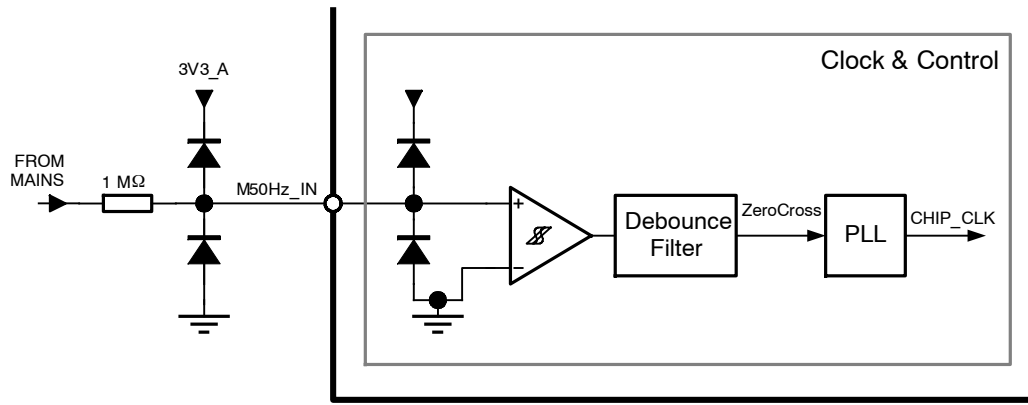 Clock & Control
3V3_A
FROM
MAINS
1 MΩ
M50Hz_IN
+
−
Debounce
Filter
ZeroCross
PLL
CHIP_CLK